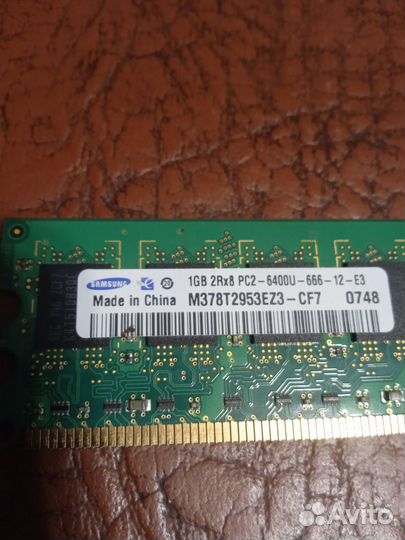 SAMSUNG 1GB 2Rx8 PC2-6400U-666-12-E3
Made in China M378T2953EZ3-CF7 0748
Avito